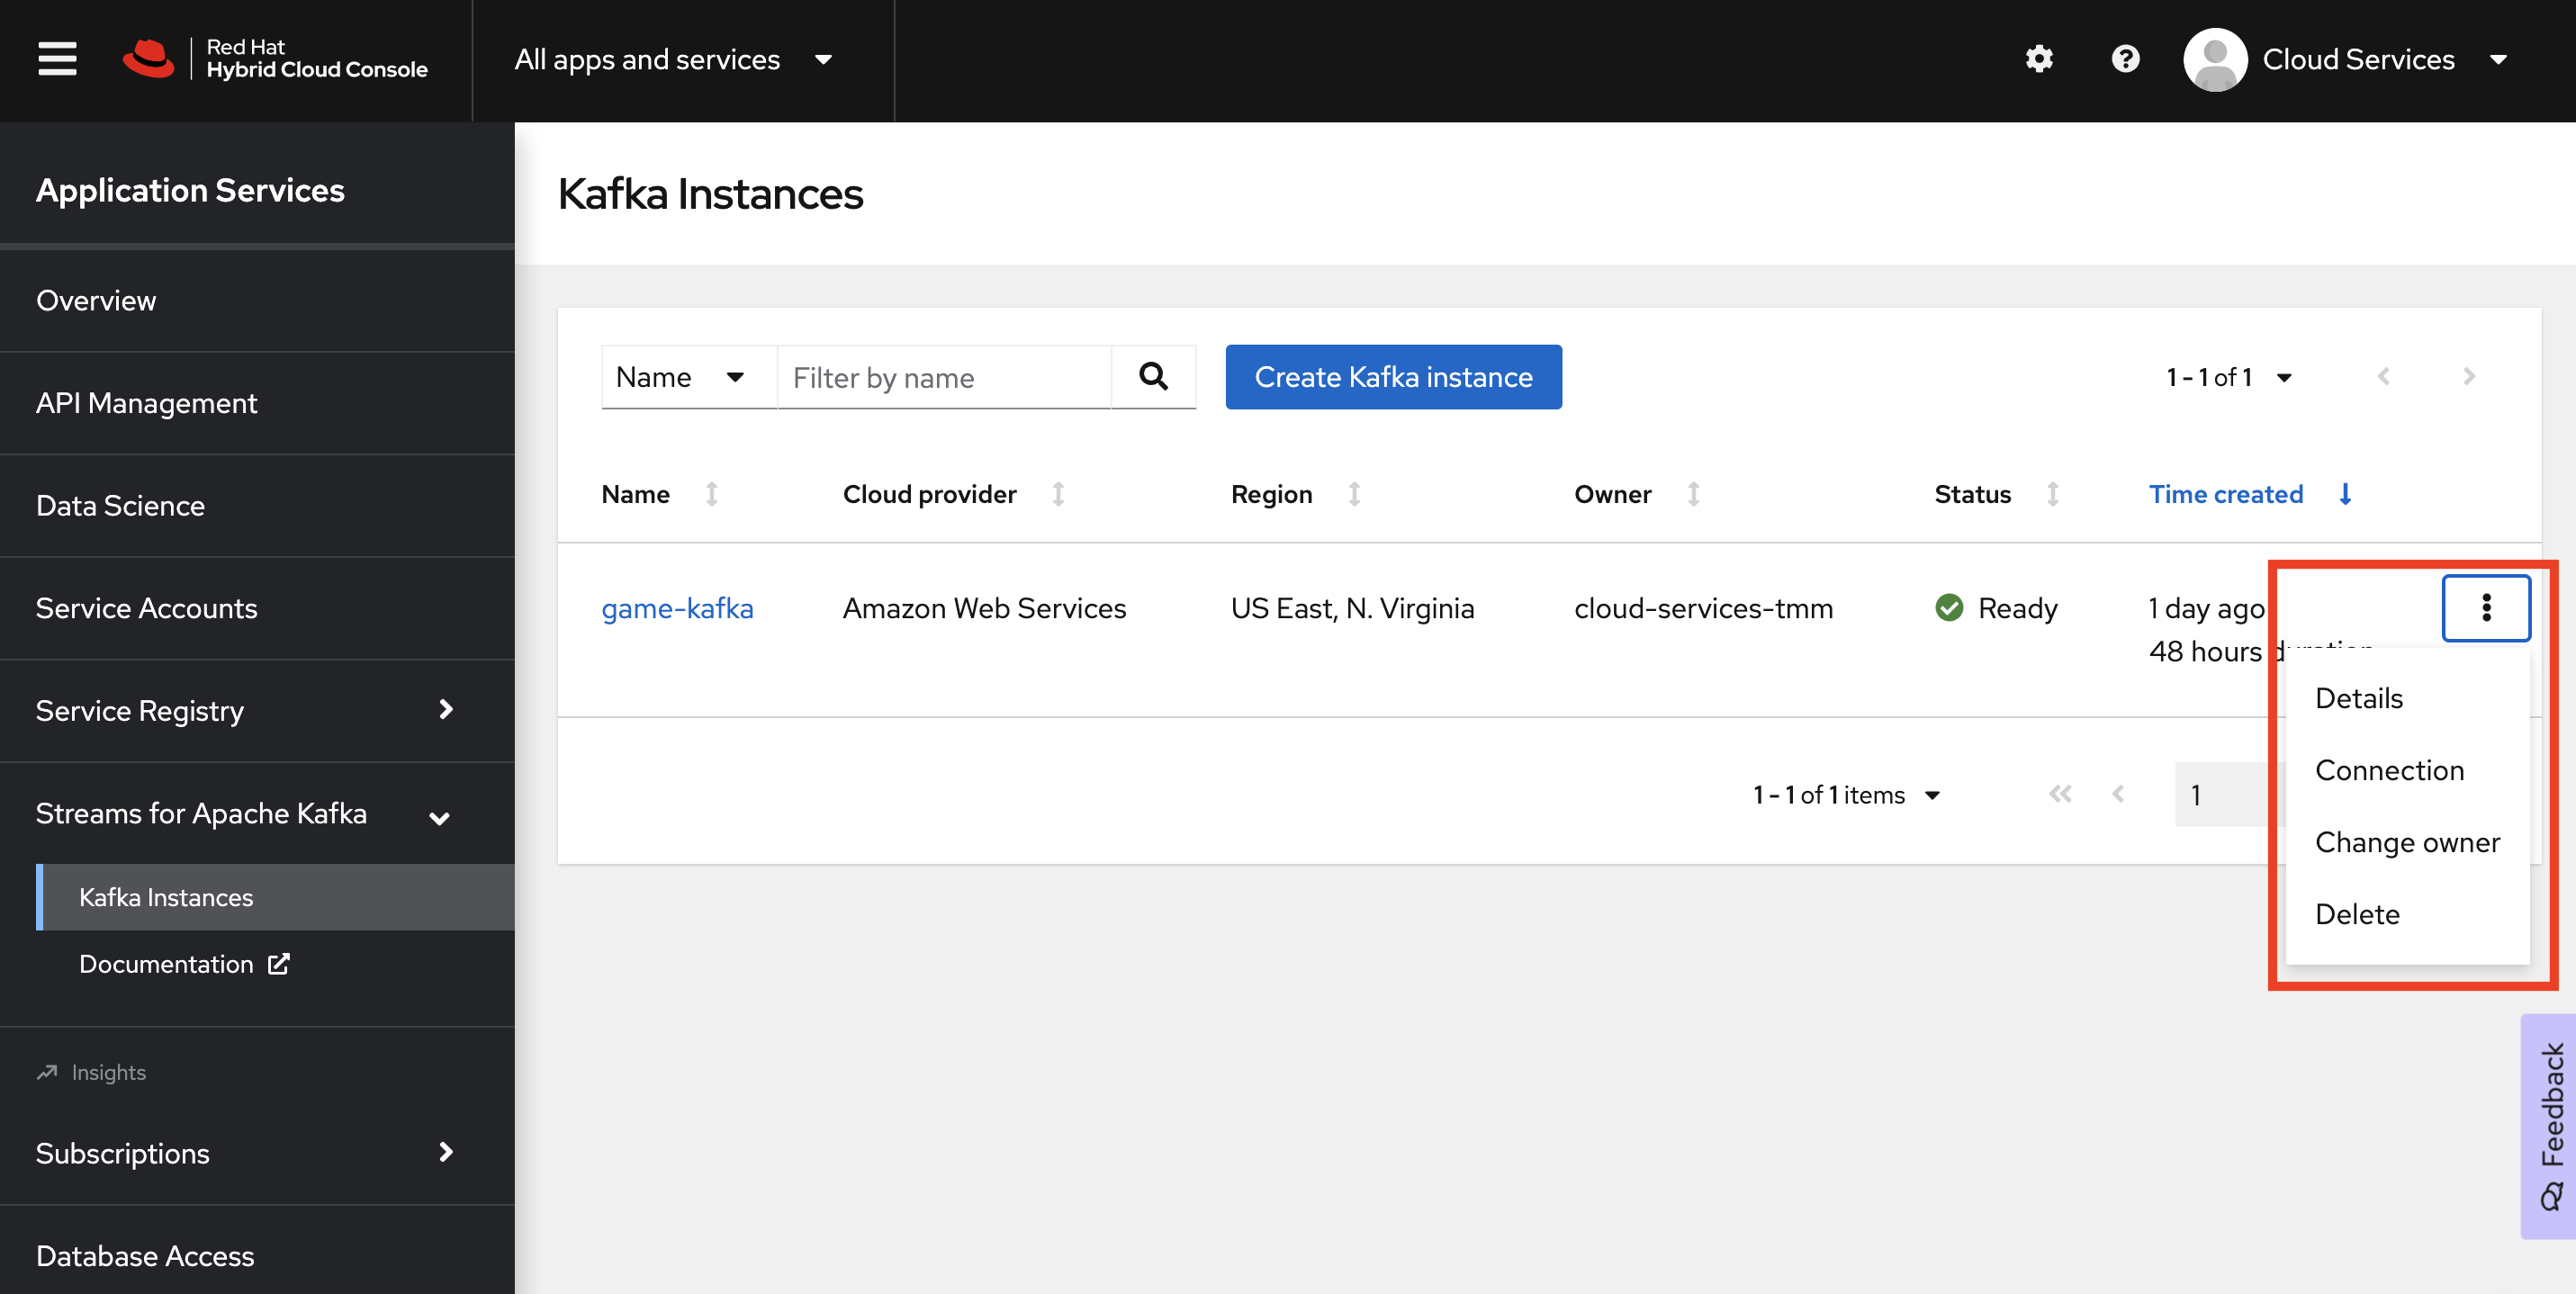 Red Hat
Hybrid Cloud Console
All apps and services
Cloud Services
Application Services
Overview
API Management
Data Science
Service Accounts
Service Registry
Streams for Apache Kafka
Kafka Instances
Documentation
Insights
Subscriptions
Database Access
Kafka Instances
Name
Filter by name
Create Kafka instance
1 - 1 of 1
Name Cloud provider Region Owner Status Time created
game-kafka Amazon Web Services US East, N. Virginia cloud-services-tmm Ready 1 day ago
48 hours duration
Details
Connection
Change owner
Delete
1 - 1 of 1 items
1
Feedback